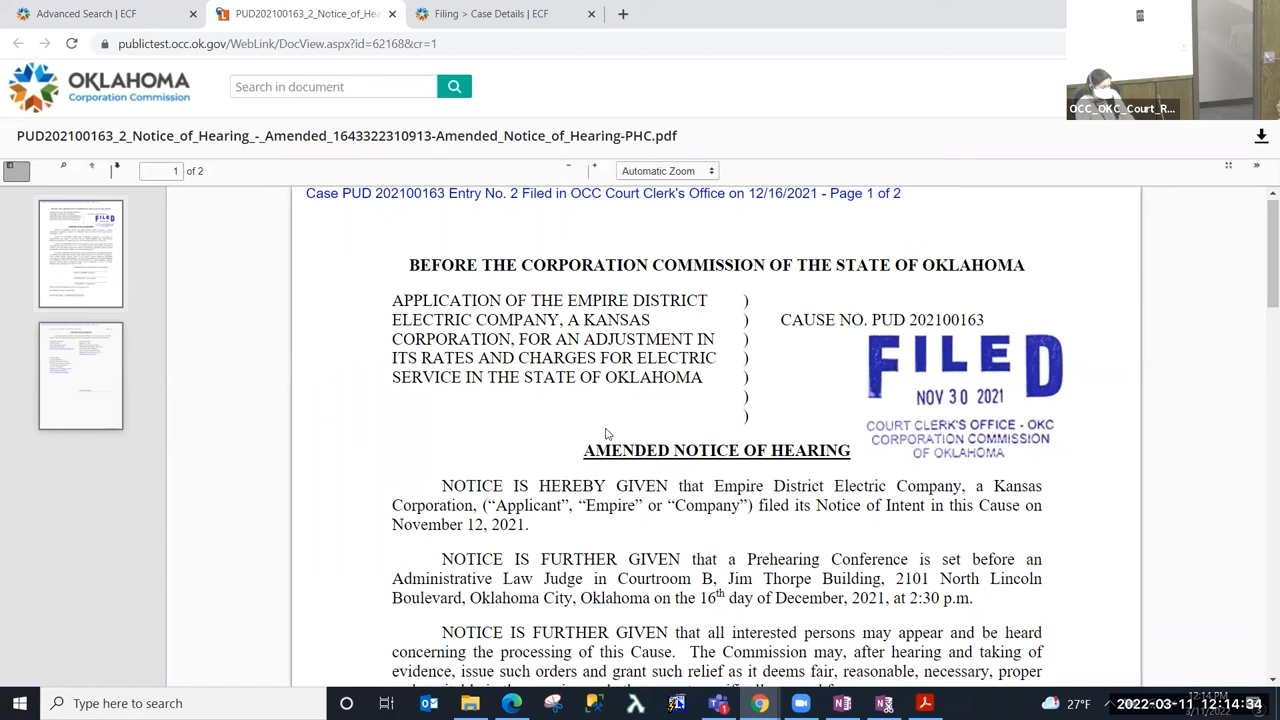 Advanced Search | ECF
PUD202100163_2_Notice_of_He
Filing > Case Details | ECF
publictest.occ.ok.gov/WebLink/DocView.aspx?id=62168&cr=1
OKLAHOMA
Corporation Commission
Search in document
OCC_OKC_Court_R...
PUD202100163_2_Notice_of_Hearing_-_Amended_1643322310913-Amended_Notice_of_Hearing-PHC.pdf
1 of 2
Automatic Zoom
Case PUD 202100163 Entry No. 2 Filed in OCC Court Clerk's Office on 12/16/2021 - Page 1 of 2
BEFORE THE CORPORATION COMMISSION OF THE STATE OF OKLAHOMA
APPLICATION OF THE EMPIRE DISTRICT )
ELECTRIC COMPANY, A KANSAS ) CAUSE NO. PUD 202100163
CORPORATION, FOR AN ADJUSTMENT IN )
ITS RATES AND CHARGES FOR ELECTRIC )
SERVICE IN THE STATE OF OKLAHOMA )
)
)
FILED
NOV 30 2021
COURT CLERK'S OFFICE - OKC
CORPORATION COMMISSION
OF OKLAHOMA
AMENDED NOTICE OF HEARING
NOTICE IS HEREBY GIVEN that Empire District Electric Company, a Kansas
Corporation, (“Applicant”, “Empire” or “Company”) filed its Notice of Intent in this Cause on
November 12, 2021.
NOTICE IS FURTHER GIVEN that a Prehearing Conference is set before an
Administrative Law Judge in Courtroom B, Jim Thorpe Building, 2101 North Lincoln
Boulevard, Oklahoma City, Oklahoma on the 16th day of December, 2021, at 2:30 p.m.
NOTICE IS FURTHER GIVEN that all interested persons may appear and be heard
concerning the processing of this Cause. The Commission may, after hearing and taking of
evidence, issue such orders and grant such relief as it deems fair, reasonable, necessary, proper
Type here to search
27°F
12:14 PM
2022-03-11 12:14:34
3/11/2022